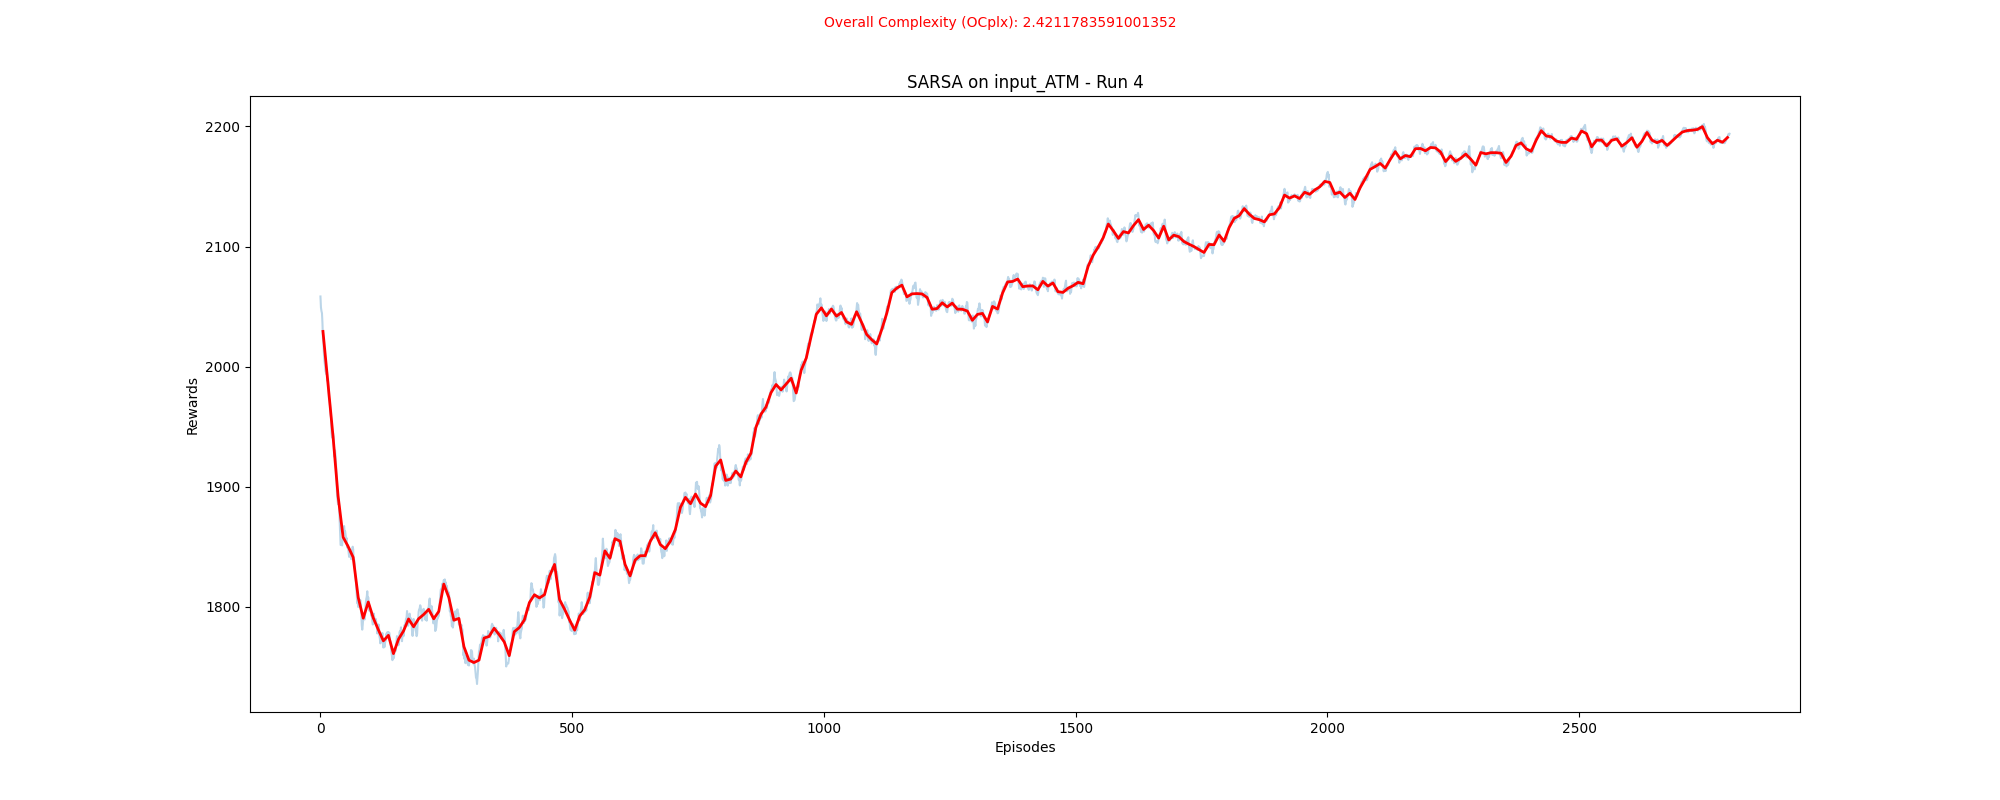 Overall Complexity (OCplx): 2.4211783591001352
SARSA on input_ATM - Run 4
2200
2100
2000
1900
1800
Rewards
0 500 1000 1500 2000 2500
Episodes